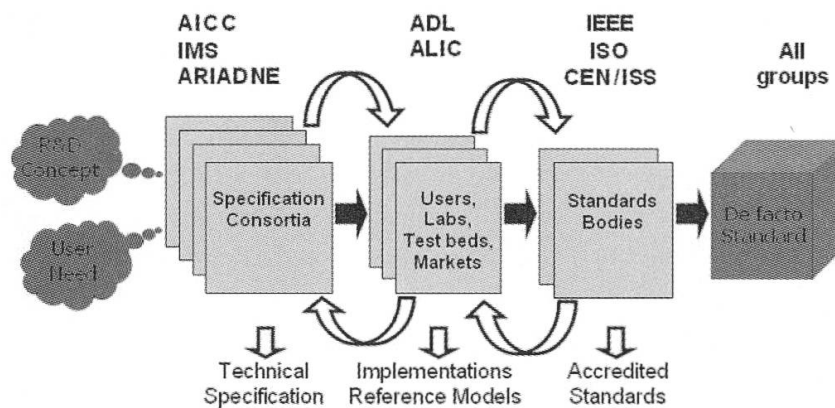 AICC
IMS
ARIADNE
ADL
ALIC
IEEE
ISO
CEN/ISS
All
groups
R&D
Concept
User
Need
Specification
Consortia
Users,
Labs,
Test beds,
Markets
Standards
Bodies
De facto
Standard
Technical
Specification
Implementations
Reference Models
Accredited
Standards